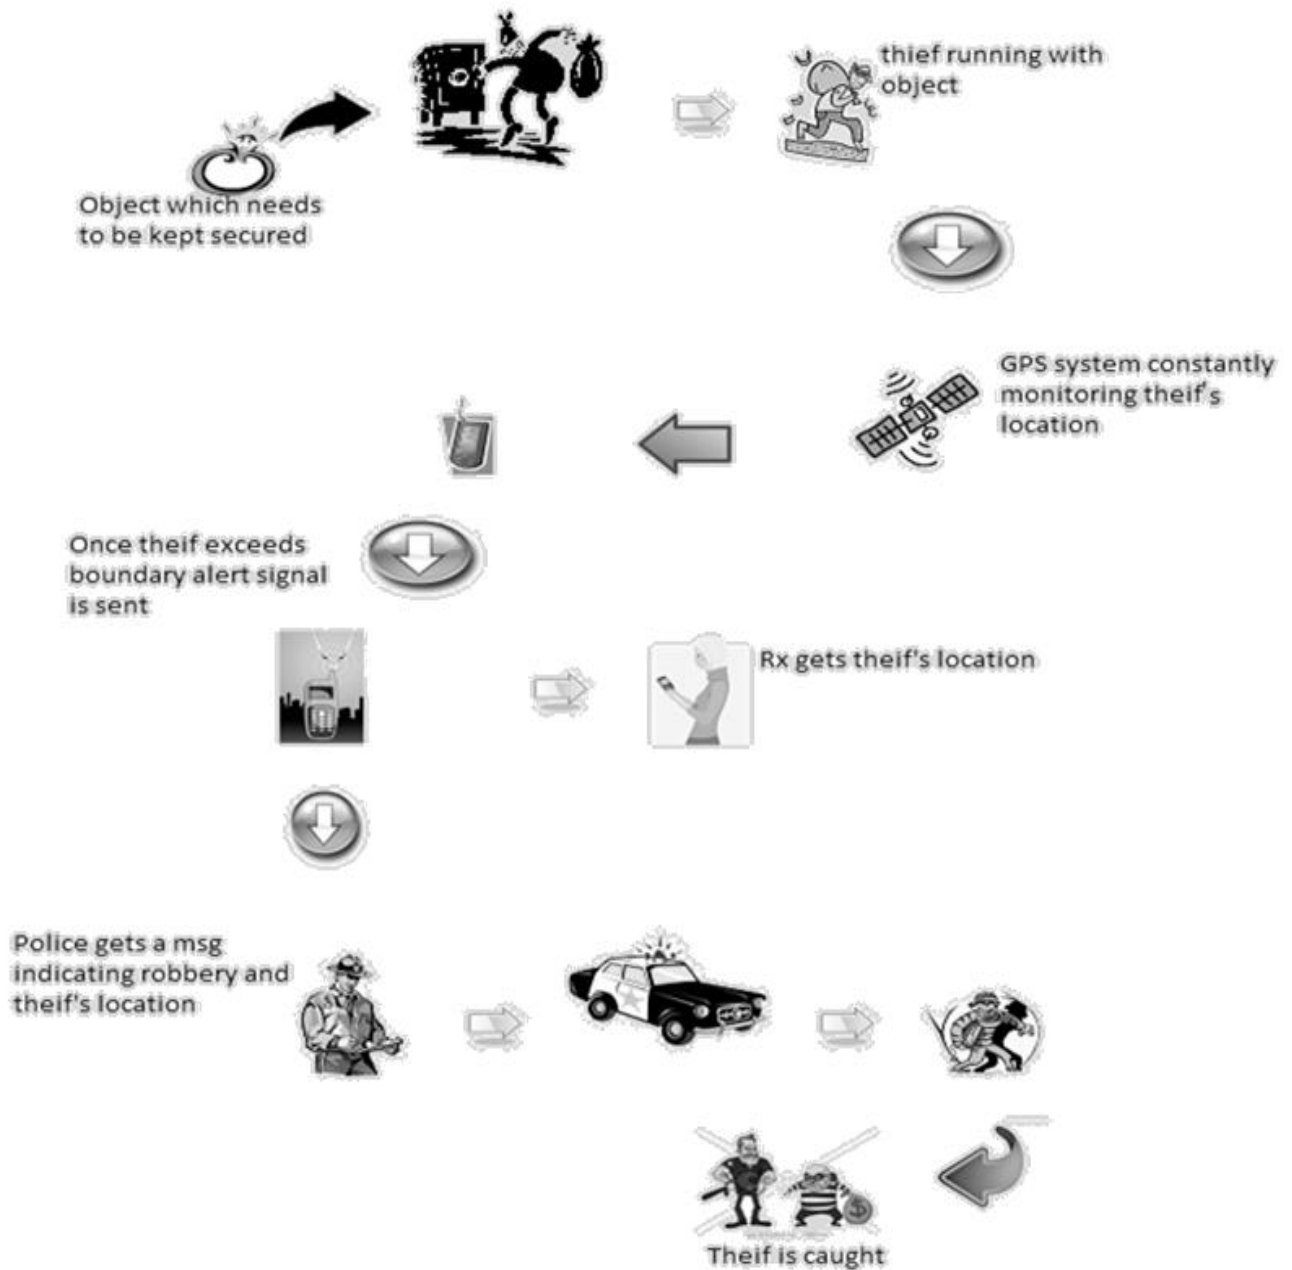 thief running with
object
Object which needs
to be kept secured
GPS system constantly
monitoring theif's
location
Once theif exceeds
boundary alert signal
is sent
Rx gets theif's location
Police gets a msg
indicating robbery and
theif's location
Theif is caught